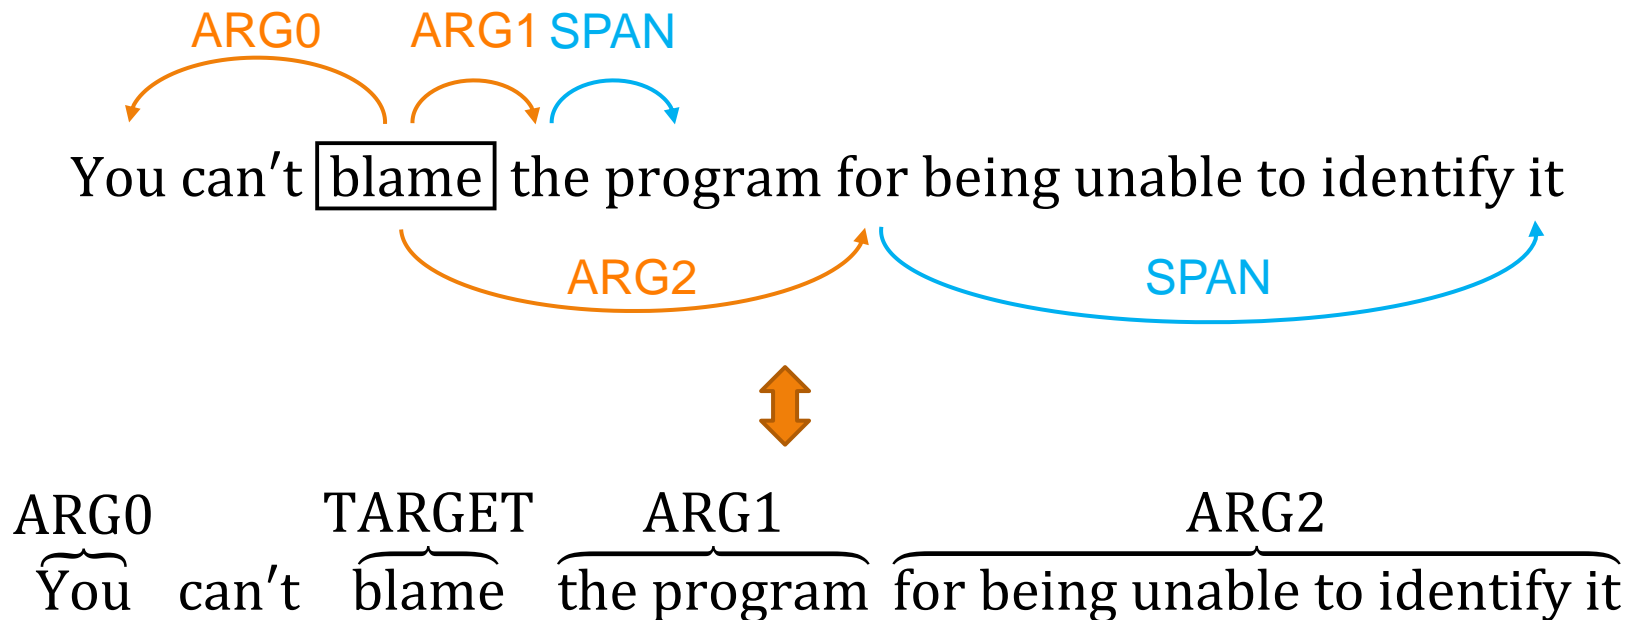 ARG0 ARG1 SPAN
You can't blame the program for being unable to identify it
ARG2 SPAN
ARG0 TARGET ARG1 ARG2
You can't blame the program for being unable to identify it